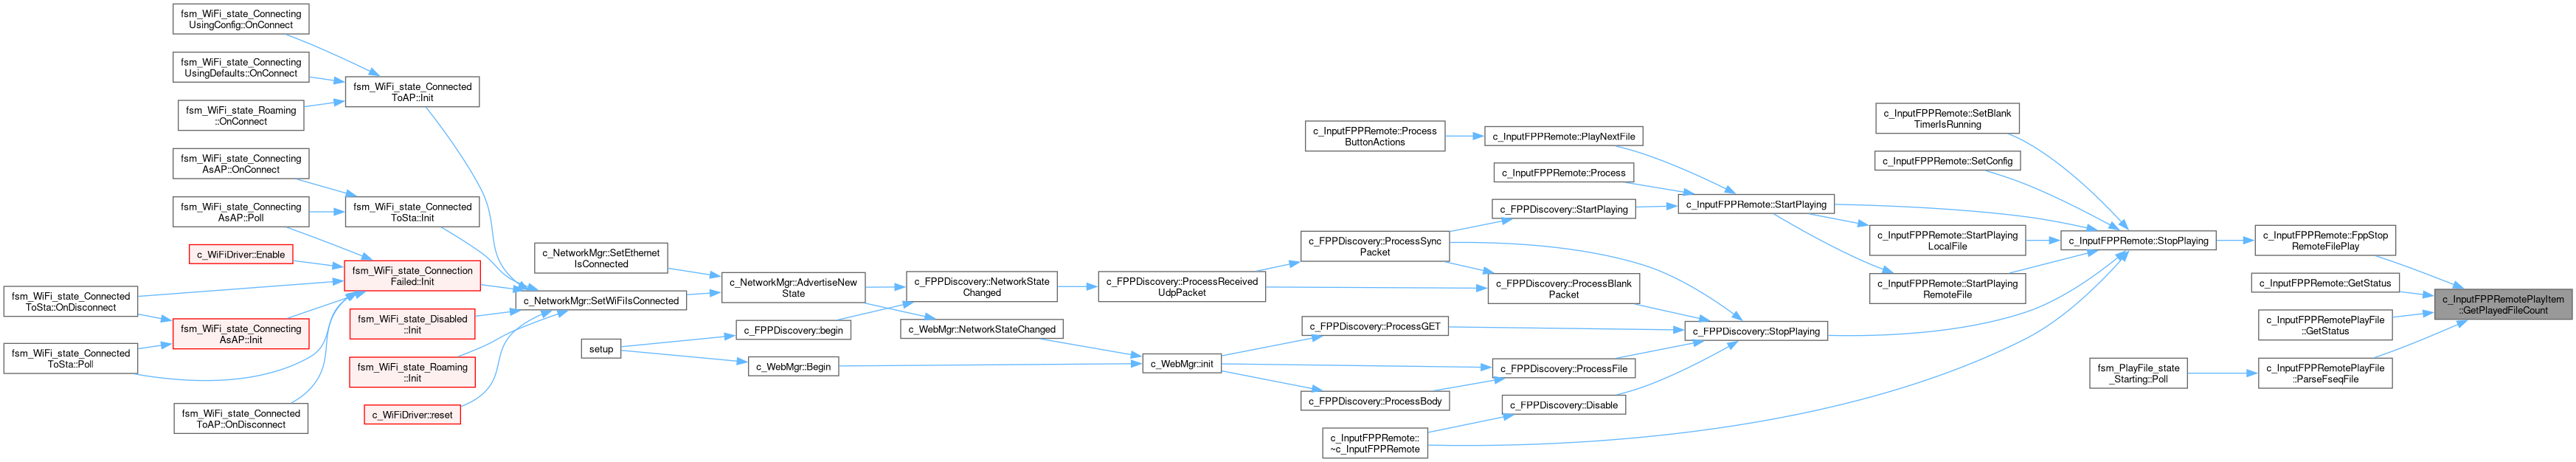 fsm_WiFi_state_Connecting
UsingConfig::OnConnect
fsm_WiFi_state_Connecting
UsingDefaults::OnConnect
fsm_WiFi_state_Roaming
::OnConnect
fsm_WiFi_state_Connecting
AsAP::OnConnect
fsm_WiFi_state_Connecting
AsAP::Poll
c_WiFiDriver::Enable
fsm_WiFi_state_Connected
ToSta::OnDisconnect
fsm_WiFi_state_Connecting
AsAP::Init
fsm_WiFi_state_Connected
ToSta::Poll
fsm_WiFi_state_Connected
ToAP::OnDisconnect
fsm_WiFi_state_Connected
ToAP::Init
fsm_WiFi_state_Connected
ToSta::Init
fsm_WiFi_state_Connection
Failed::Init
fsm_WiFi_state_Disabled
::Init
fsm_WiFi_state_Roaming
::Init
c_WiFiDriver::reset
c_NetworkMgr::SetEthernet
IsConnected
c_NetworkMgr::SetWiFiIsConnected
setup
c_NetworkMgr::AdvertiseNew
State
c_FPPDiscovery::begin
c_WebMgr::Begin
c_FPPDiscovery::NetworkState
Changed
c_WebMgr::NetworkStateChanged
c_FPPDiscovery::ProcessReceived
UdpPacket
c_WebMgr::init
c_InputFPPRemote::Process
ButtonActions
c_FPPDiscovery::ProcessSync
Packet
c_FPPDiscovery::ProcessGET
c_FPPDiscovery::ProcessBody
c_InputFPPRemote::
~c_InputFPPRemote
c_InputFPPRemote::PlayNextFile
c_InputFPPRemote::Process
c_FPPDiscovery::StartPlaying
c_FPPDiscovery::ProcessBlank
Packet
c_FPPDiscovery::ProcessFile
c_FPPDiscovery::Disable
c_InputFPPRemote::StartPlaying
c_FPPDiscovery::StopPlaying
c_InputFPPRemote::SetBlank
TimerIsRunning
c_InputFPPRemote::SetConfig
c_InputFPPRemote::StartPlaying
LocalFile
c_InputFPPRemote::StartPlaying
RemoteFile
c_InputFPPRemote::StopPlaying
fsm_PlayFile_state
_Starting::Poll
c_InputFPPRemote::FppStop
RemoteFilePlay
c_InputFPPRemote::GetStatus
c_InputFPPRemotePlayFile
::GetStatus
c_InputFPPRemotePlayFile
::ParseFseqFile
c_InputFPPRemotePlayItem
::GetPlayedFileCount